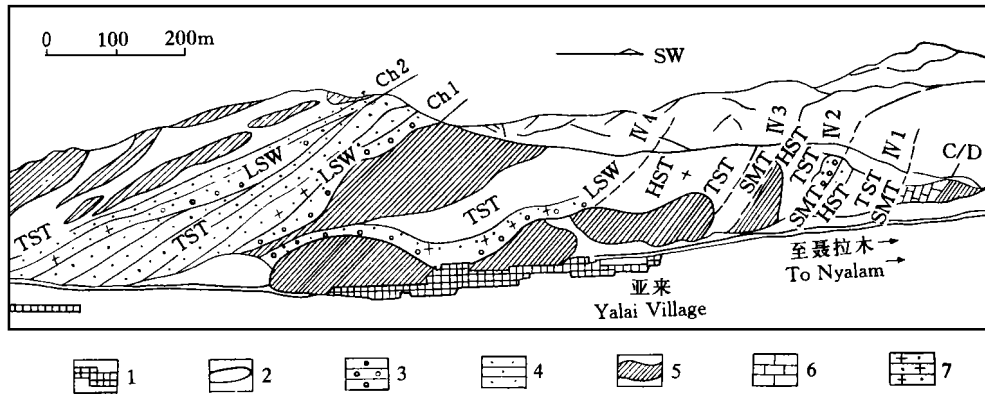 0 100 200m
SW
Ch2
Ch1
LSW
LSW
TST
TST
TST
LSW
IV4
HST
TST
SMT
IV3
HST
TST
SMT
IV2
HST
TST
SMT
IV1
C/D
至聂拉木
To Nyalam
亚来
Yalai Village
1 2 3 4 5 6 7